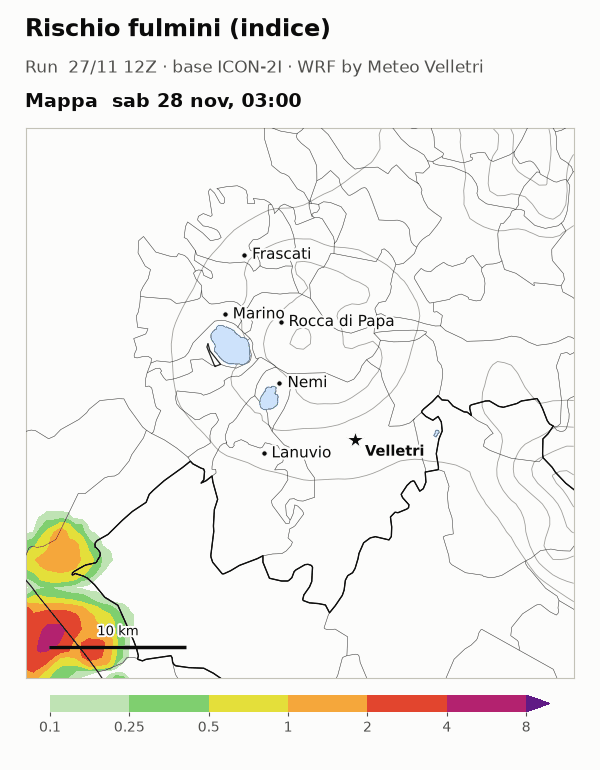 Rischio fulmini (indice)
Run  27/11 12Z · base ICON-2I · WRF by Meteo Velletri
Mappa  sab 28 nov, 03:00
Frascati
Marino
Rocca di Papa
Nemi
Velletri
Lanuvio
10 km
0.1 0.25 0.5 1 2 4 8